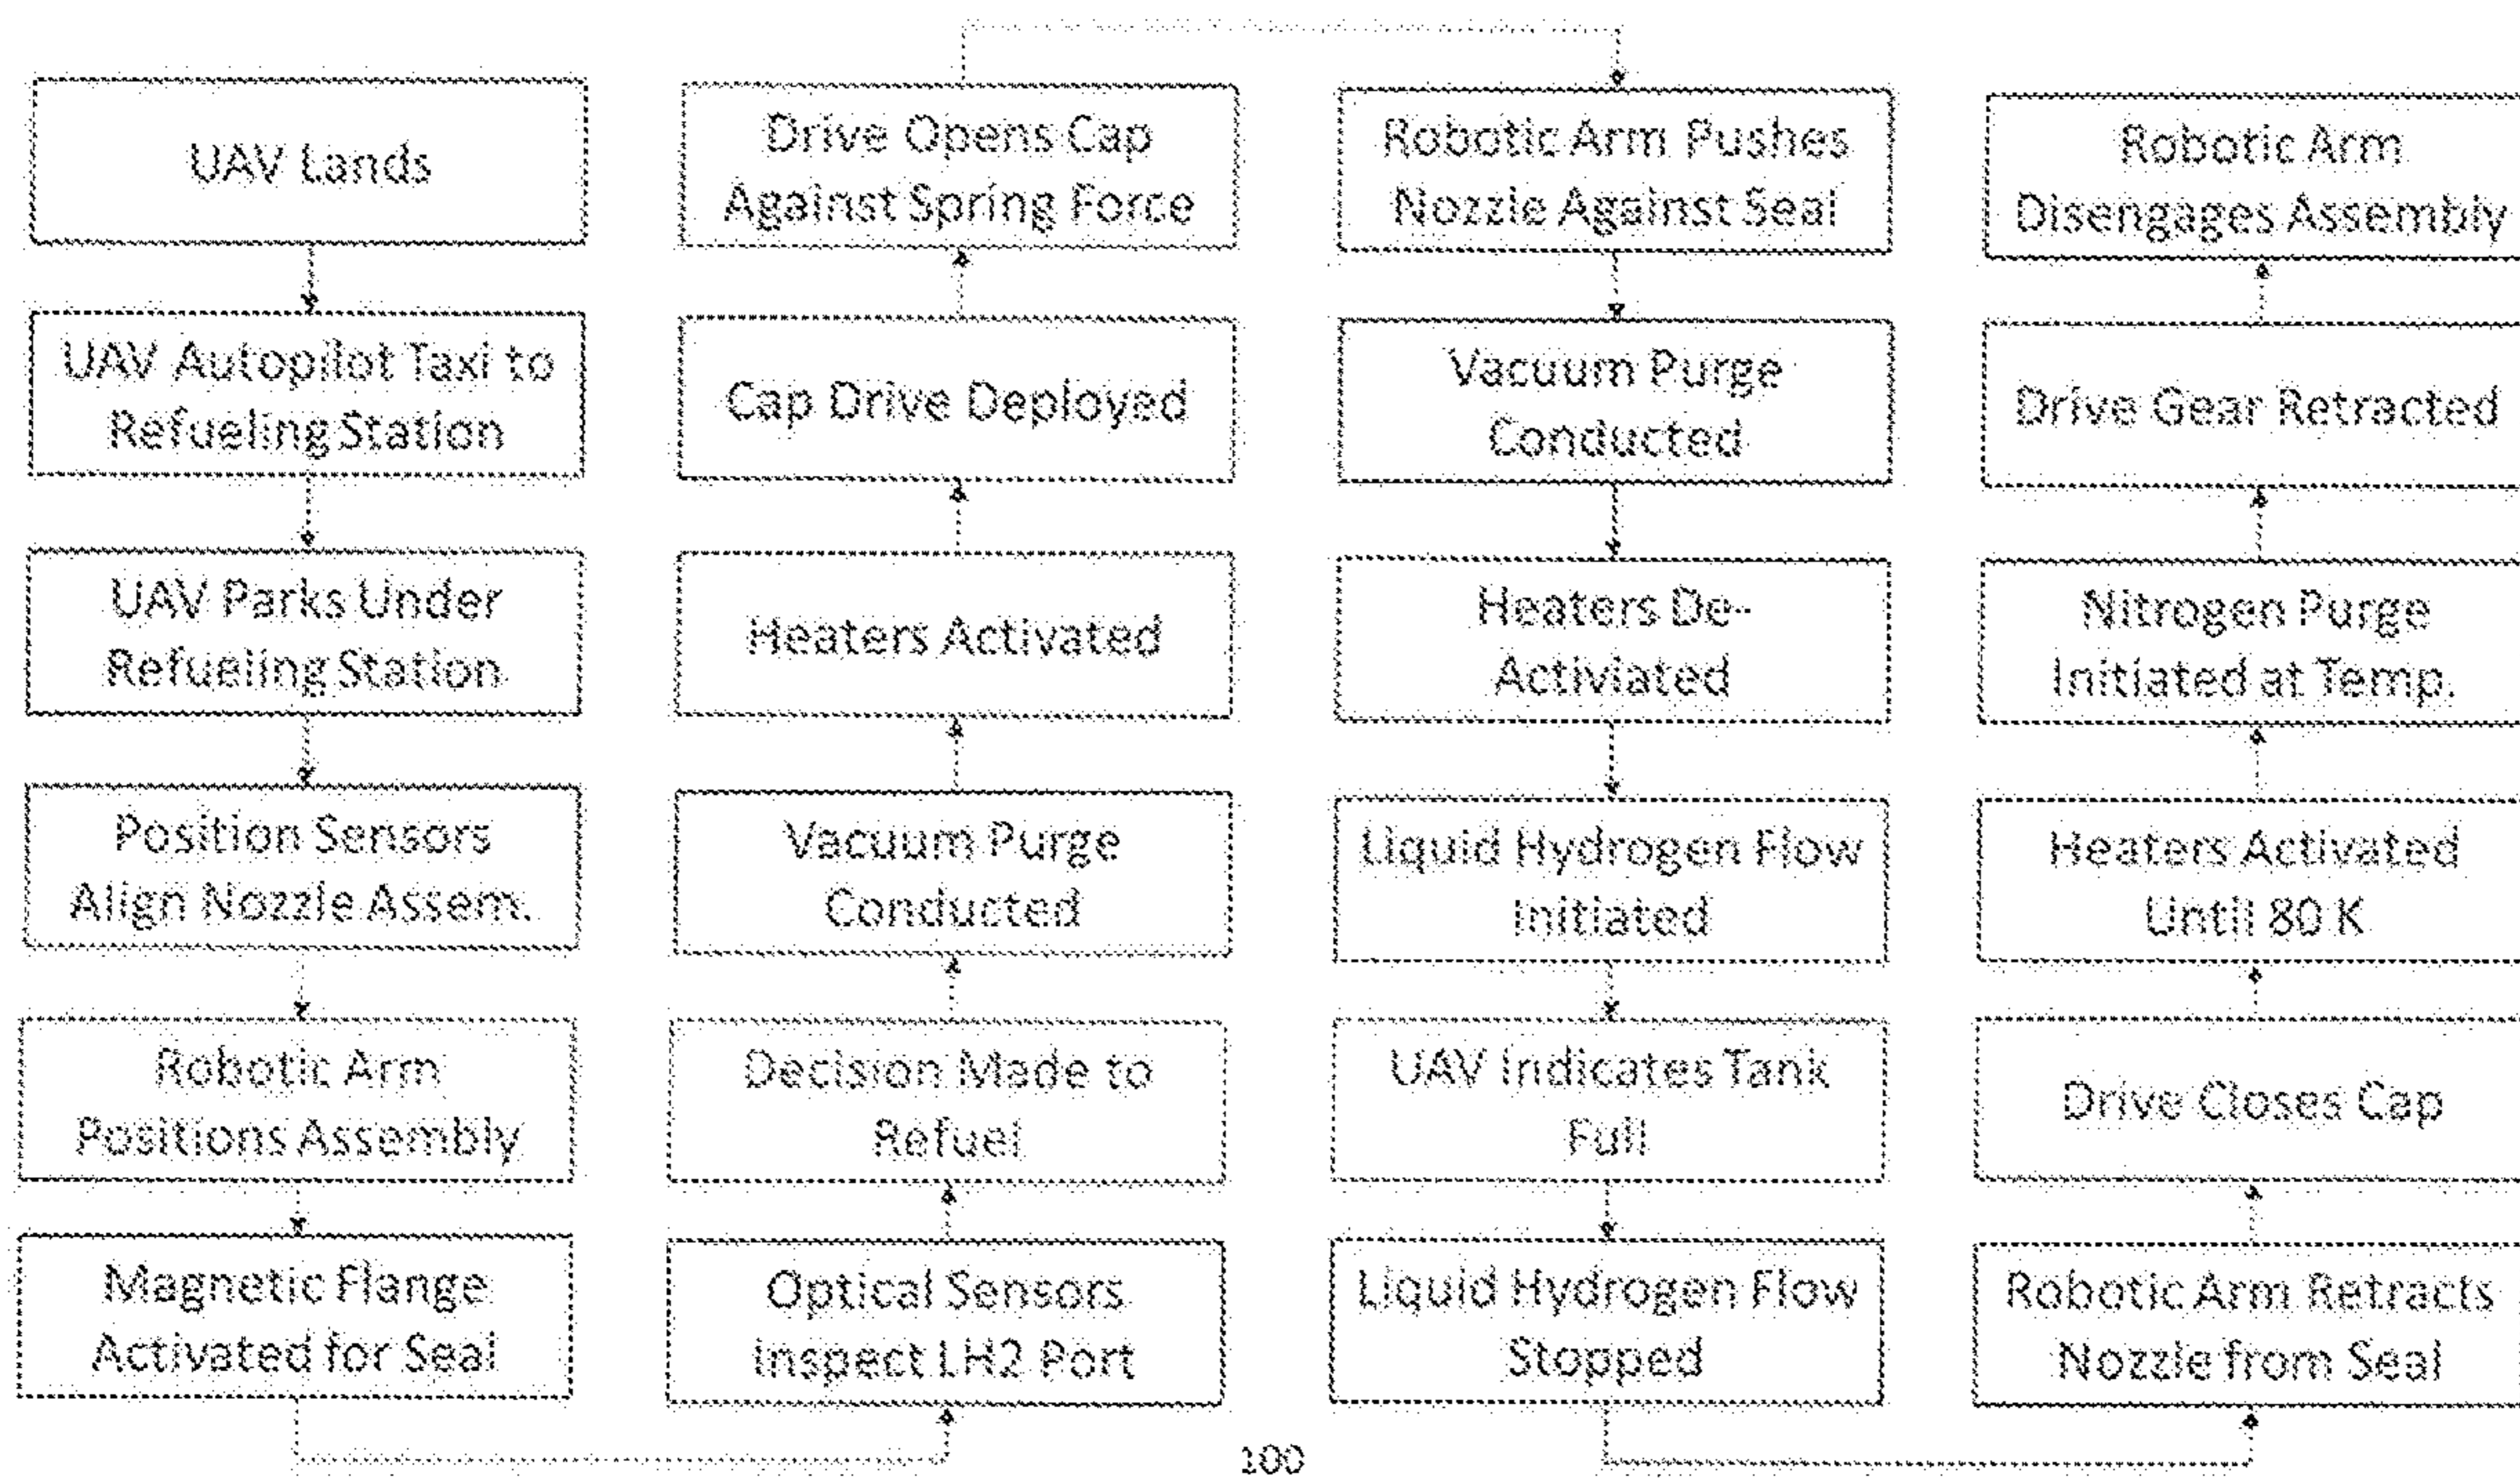 UAV Lands
UAV Autopilot Taxi to
Refueling Station
UAV Parks Under
Refueling Station
Position Sensors
Align Nozzle Assem.
Robotic Arm
Positions Assembly
Magnetic Flange
Activated for Seal
Optical Sensors
Inspect LH2 Port
Decision Made to
Refuel
Vacuum Purge
Conducted
Heaters Activated
Cap Drive Deployed
Drive Opens Cap
Against Spring Force
Robotic Arm Pushes
Nozzle Against Seal
Vacuum Purge
Conducted
Heaters De-
Activiated
Liquid Hydrogen Flow
Initiated
UAV Indicates Tank
Full
Liquid Hydrogen Flow
Stopped
Robotic Arm Retracts
Nozzle from Seal
Drive Closes Cap
Heaters Activated
Until 80 K
Nitrogen Purge
Initiated at Temp.
Drive Gear Retracted
Robotic Arm
Disengages Assembly
100